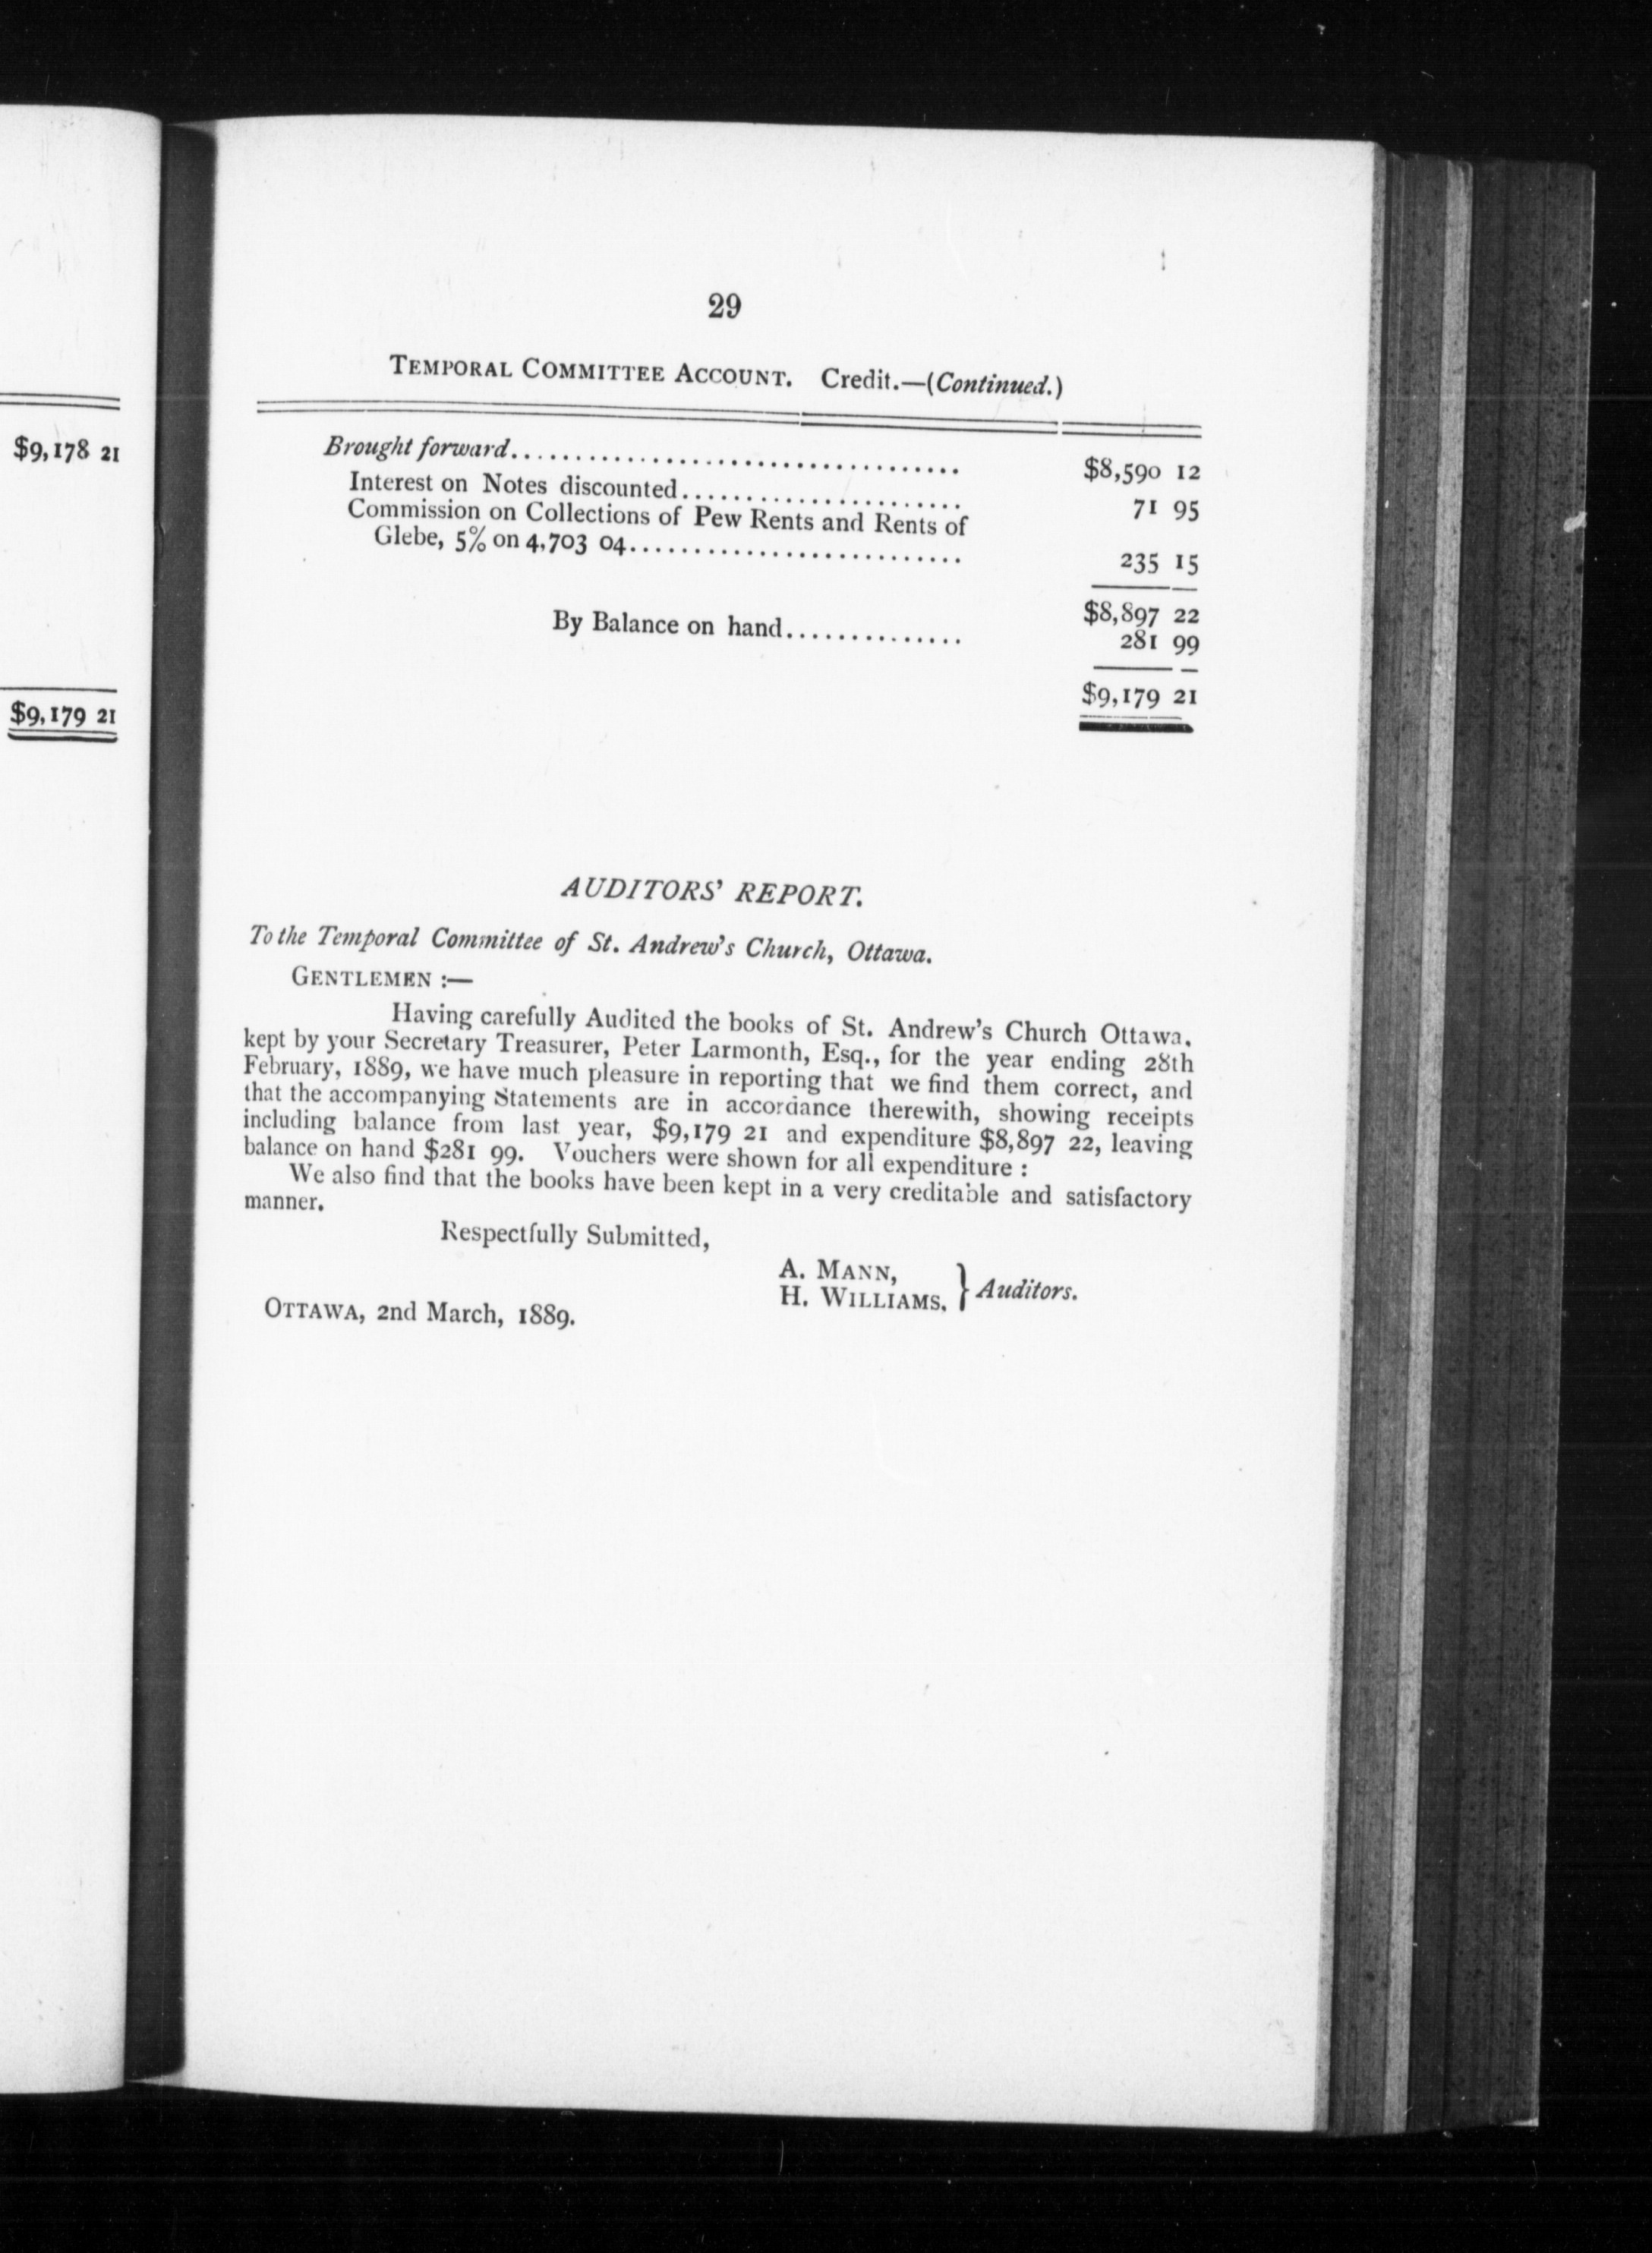 $9,178 21
$9,179 21
29
TEMPORAL COMMITTEE ACCOUNT. Credit.—(Continued.)
Brought forward.................................... $8,590 12
Interest on Notes discounted...................... 71 95
Commission on Collections of Pew Rents and Rents of
Glebe, 5% on 4,703 04.......................... 235 15
$8,897 22
By Balance on hand.............. 281 99
$9,179 21
AUDITORS' REPORT.
To the Temporal Committee of St. Andrew's Church, Ottawa.
GENTLEMEN :—
Having carefully Audited the books of St. Andrew's Church Ottawa,
kept by your Secretary Treasurer, Peter Larmonth, Esq., for the year ending 28th
February, 1889, we have much pleasure in reporting that we find them correct, and
that the accompanying Statements are in accordance therewith, showing receipts
including balance from last year, $9,179 21 and expenditure $8,897 22, leaving
balance on hand $281 99. Vouchers were shown for all expenditure :
We also find that the books have been kept in a very creditable and satisfactory
manner.
Respectfully Submitted,
A. MANN,
H. WILLIAMS, } Auditors.
OTTAWA, 2nd March, 1889.